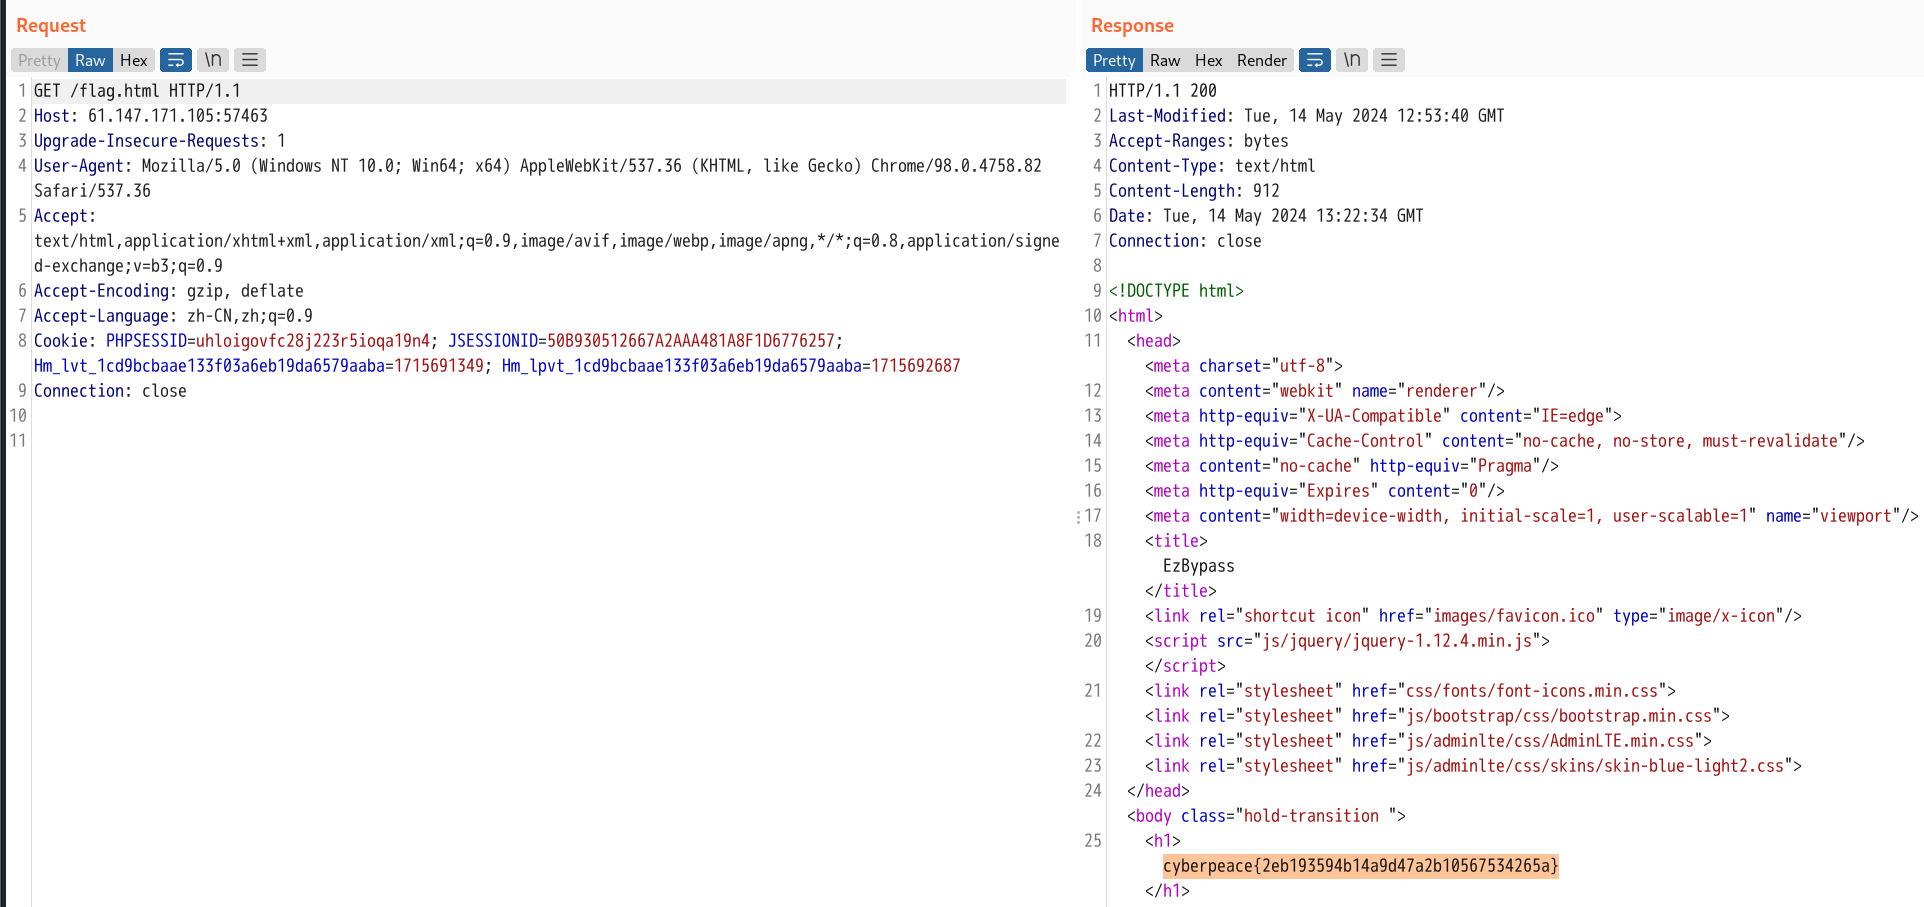 Request
Pretty Raw Hex \n
1 GET /flag.html HTTP/1.1
2 Host: 61.147.171.105:57463
3 Upgrade-Insecure-Requests: 1
4 User-Agent: Mozilla/5.0 (Windows NT 10.0; Win64; x64) AppleWebKit/537.36 (KHTML, like Gecko) Chrome/98.0.4758.82
Safari/537.36
5 Accept:
text/html,application/xhtml+xml,application/xml;q=0.9,image/avif,image/webp,image/apng,*/*;q=0.8,application/signe
d-exchange;v=b3;q=0.9
6 Accept-Encoding: gzip, deflate
7 Accept-Language: zh-CN,zh;q=0.9
8 Cookie: PHPSESSID=uhloigovfc28j223r5ioqa19n4; JSESSIONID=50B930512667A2AAA481A8F1D6776257;
Hm_lvt_1cd9bcbaae133f03a6eb19da6579aaba=1715691349; Hm_lpvt_1cd9bcbaae133f03a6eb19da6579aaba=1715692687
9 Connection: close
10
11
Response
Pretty Raw Hex Render \n
1 HTTP/1.1 200
2 Last-Modified: Tue, 14 May 2024 12:53:40 GMT
3 Accept-Ranges: bytes
4 Content-Type: text/html
5 Content-Length: 912
6 Date: Tue, 14 May 2024 13:22:34 GMT
7 Connection: close
8
9 <!DOCTYPE html>
10 <html>
11 <head>
<meta charset="utf-8">
12 <meta content="webkit" name="renderer"/>
13 <meta http-equiv="X-UA-Compatible" content="IE=edge">
14 <meta http-equiv="Cache-Control" content="no-cache, no-store, must-revalidate"/>
15 <meta content="no-cache" http-equiv="Pragma"/>
16 <meta http-equiv="Expires" content="0"/>
17 <meta content="width=device-width, initial-scale=1, user-scalable=1" name="viewport"/>
18 <title>
EzBypass
</title>
19 <link rel="shortcut icon" href="images/favicon.ico" type="image/x-icon"/>
20 <script src="js/jquery/jquery-1.12.4.min.js">
</script>
21 <link rel="stylesheet" href="css/fonts/font-icons.min.css">
<link rel="stylesheet" href="js/bootstrap/css/bootstrap.min.css">
22 <link rel="stylesheet" href="js/adminlte/css/AdminLTE.min.css">
23 <link rel="stylesheet" href="js/adminlte/css/skins/skin-blue-light2.css">
24 </head>
<body class="hold-transition ">
25 <h1>
cyberpeace{2eb193594b14a9d47a2b10567534265a}
</h1>